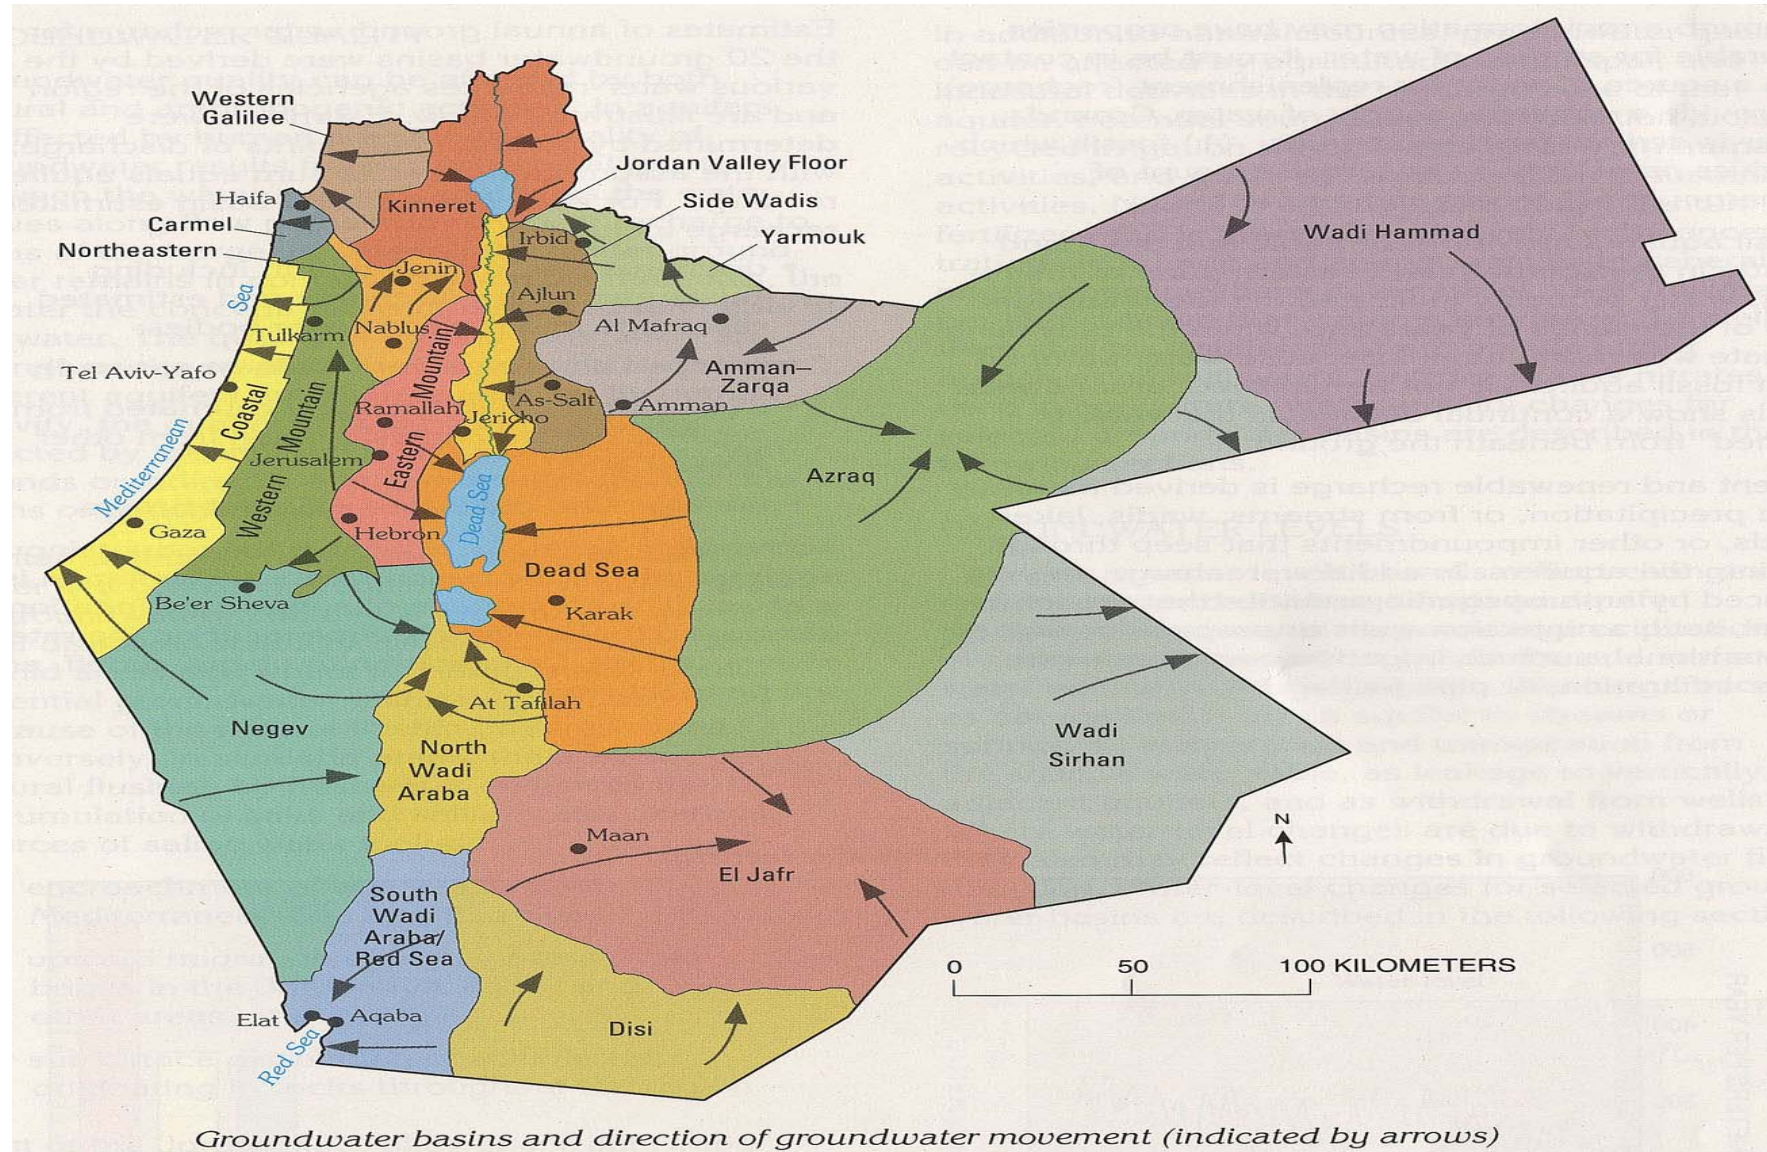 Western
Galilee
Haifa
Carmel
Northeastern
Kinneret
Jordan Valley Floor
Side Wadis
Yarmouk
Irbid
Jenin
Ajlun
Sea
Tulkarm
Nablus
Al Mafraq
Amman–
Zarqa
Wadi Hammad
Tel Aviv-Yafo
Coastal
Western Mountain
Eastern Mountain
Ramallah
Jericho
As-Salt
Amman
Mediterranean
Jerusalem
Azraq
Gaza
Hebron
Dead Sea
Dead Sea
Be'er Sheva
Karak
Negev
At Tafilah
North
Wadi
Araba
Wadi
Sirhan
Maan
El Jafr
N
South
Wadi
Araba/
Red Sea
0 50 100 KILOMETERS
Elat
Aqaba
Red Sea
Disi
Groundwater basins and direction of groundwater movement (indicated by arrows)